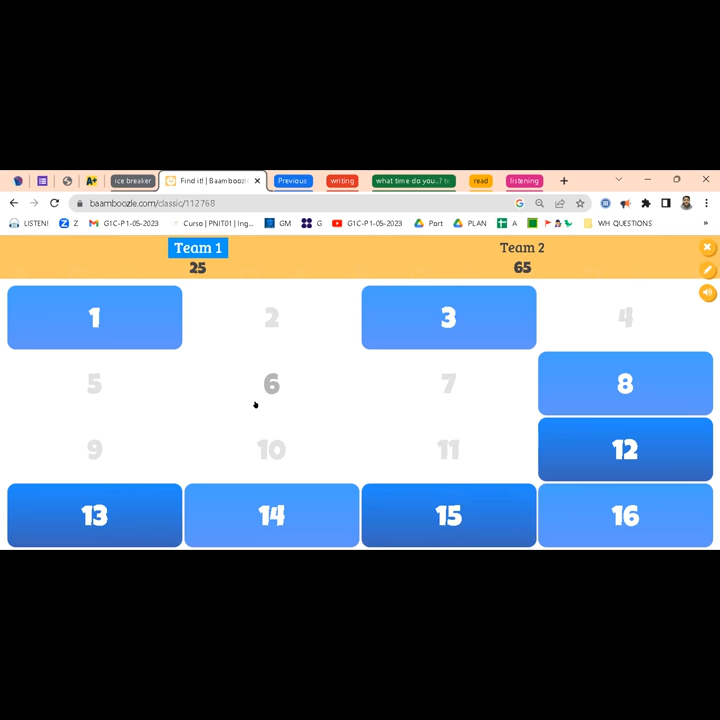 ice breaker Find it! | Baamboozle Previous writing what time do you..? t read listening
baamboozle.com/classic/112768
LISTEN! Z G1C-P1-05-2023 Curso | PNIT01 | Ing GM G G1C-P1-05-2023 Port PLAN A WH QUESTIONS »
Team 1 Team 2
25 65
1 2 3 4
5 6 7 8
9 10 11 12
13 14 15 16